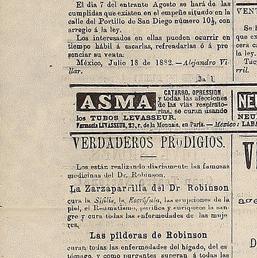 El dia 7 del entrante Agosto se hará de las
cumplidas que existen en el empeño situado en la
calle del Portillo de San Diego número 10½, con
arreglo á la ley.
Los interesados en ellas pueden ocurrir en
tiempo hábil á sacarlas, refrendarlas ó á pro
senciar su venta.
México, Julio 18 de 1882.—Alejandro Vi-
llar.
ASMA
CATARRO, OPRESION
y todas las afecciones
de las vias respirato-
rias, se curan usando
los TUBOS LEVASSEUR.
Farmacia LEVASSEUR, 23, r. de la Monnaie, en Paris. — México:
VERDADEROS PRODIGIOS.
Los están realizando diariamente las famosas
medicinas del Dr. Robinson.
La Zarzaparrilla del Dr Robinson
cura la Sífilis, la Escrófula, las erupciones de la
piel, el Reumatismo, purifica y enriquece la san-
gre y cura todas las enfermedades de las muje
res,
Las píldoras de Robinson
curan todas las enfermedades del hígado, del es
tómago, y como purgantes superan á todas las
VENT